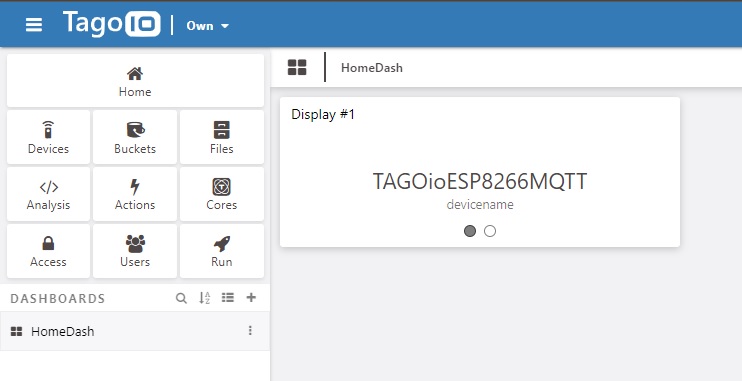 TagoIO Own
Home
Devices Buckets Files
Analysis Actions Cores
Access Users Run
DASHBOARDS
HomeDash
HomeDash
Display #1
TAGOioESP8266MQTT
devicename